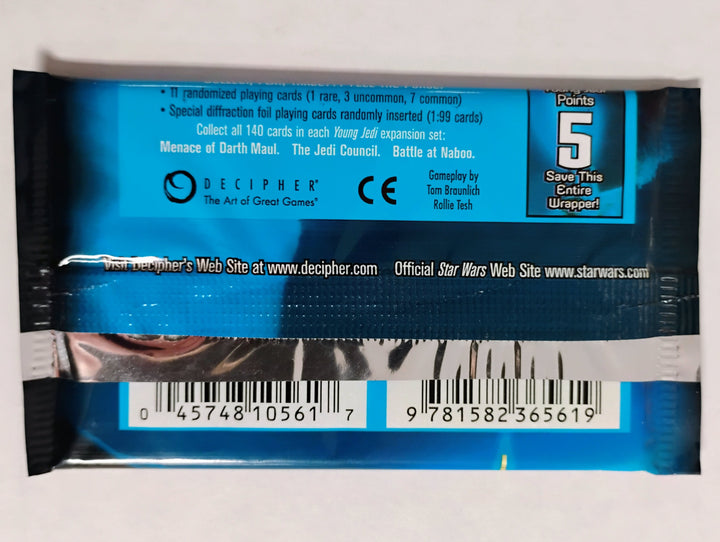 • 11 randomized playing cards (1 rare, 3 uncommon, 7 common)
• Special diffraction foil playing cards randomly inserted (1:99 cards)
Collect all 140 cards in each Young Jedi expansion set:
Menace of Darth Maul. The Jedi Council. Battle at Naboo.
DECIPHER®
The Art of Great Games®
CE
Gameplay by
Tom Braunlich
Rollie Tesh
Young Jedi
Points
5
Save This
Entire
Wrapper!
Visit Decipher's Web Site at www.decipher.com Official Star Wars Web Site www.starwars.com
0 45748 10561 7
9 781582 365619